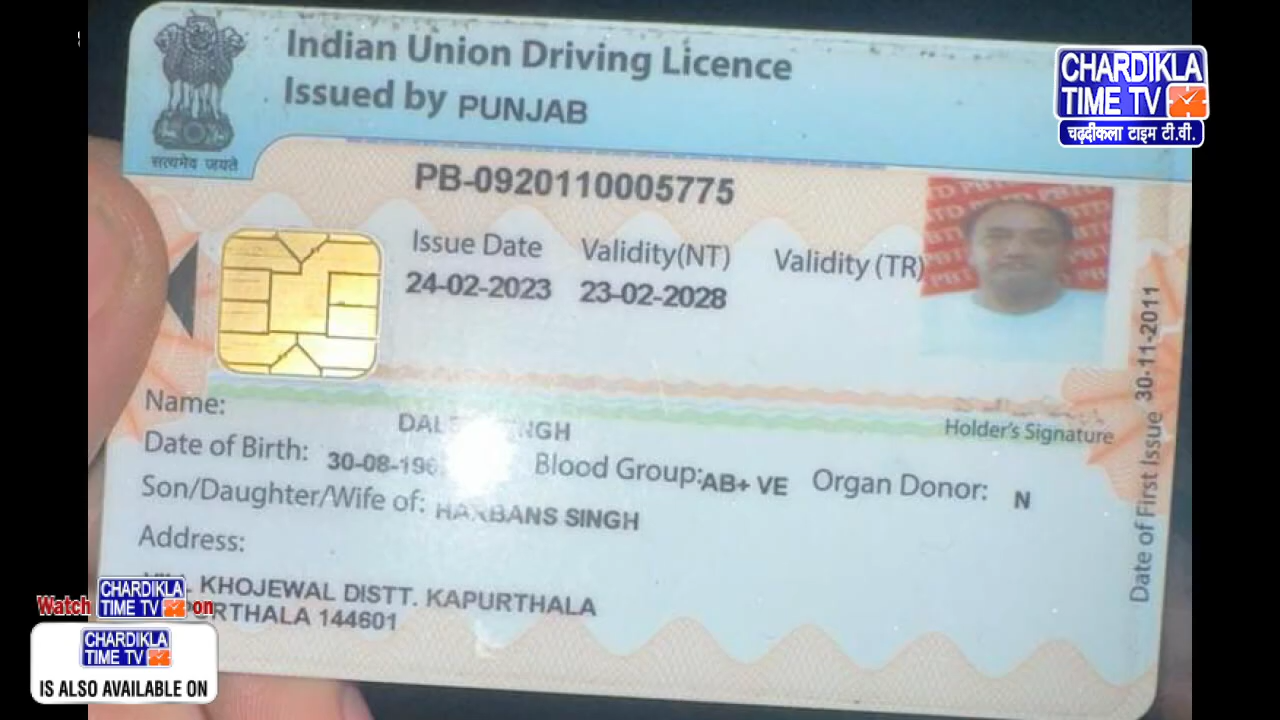 Indian Union Driving Licence
Issued by PUNJAB
सत्यमेव जयते
CHARDIKLA
TIME TV
चढ़दीकला टाइम टी.वी.
PB-0920110005775
Issue Date Validity(NT) Validity (TR)
24-02-2023 23-02-2028
Date of First Issue 30-11-2011
Holder's Signature
Name:
Date of Birth: Blood Group: AB+ VE Organ Donor: N
Son/Daughter/Wife of: HARBANS SINGH
Address:
KHOJEWAL DISTT. KAPURTHALA
144601
Watch CHARDIKLA TIME TV on
CHARDIKLA
TIME TV
IS ALSO AVAILABLE ON